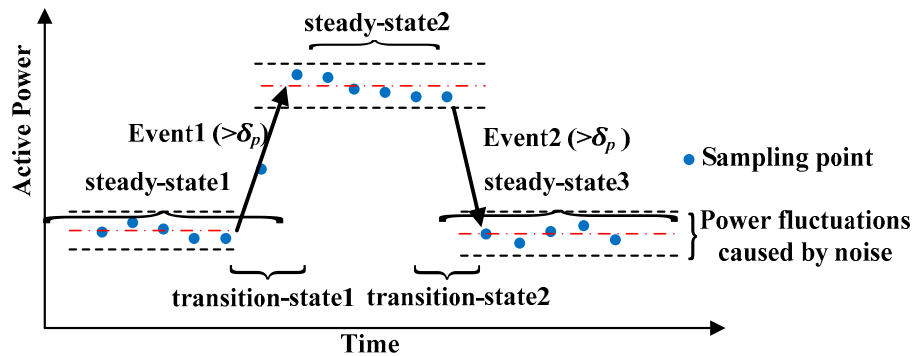 steady-state2
Active Power
Event1 (>δp)
Event2 (>δp)
Sampling point
steady-state1
steady-state3
Power fluctuations
caused by noise
transition-state1
transition-state2
Time